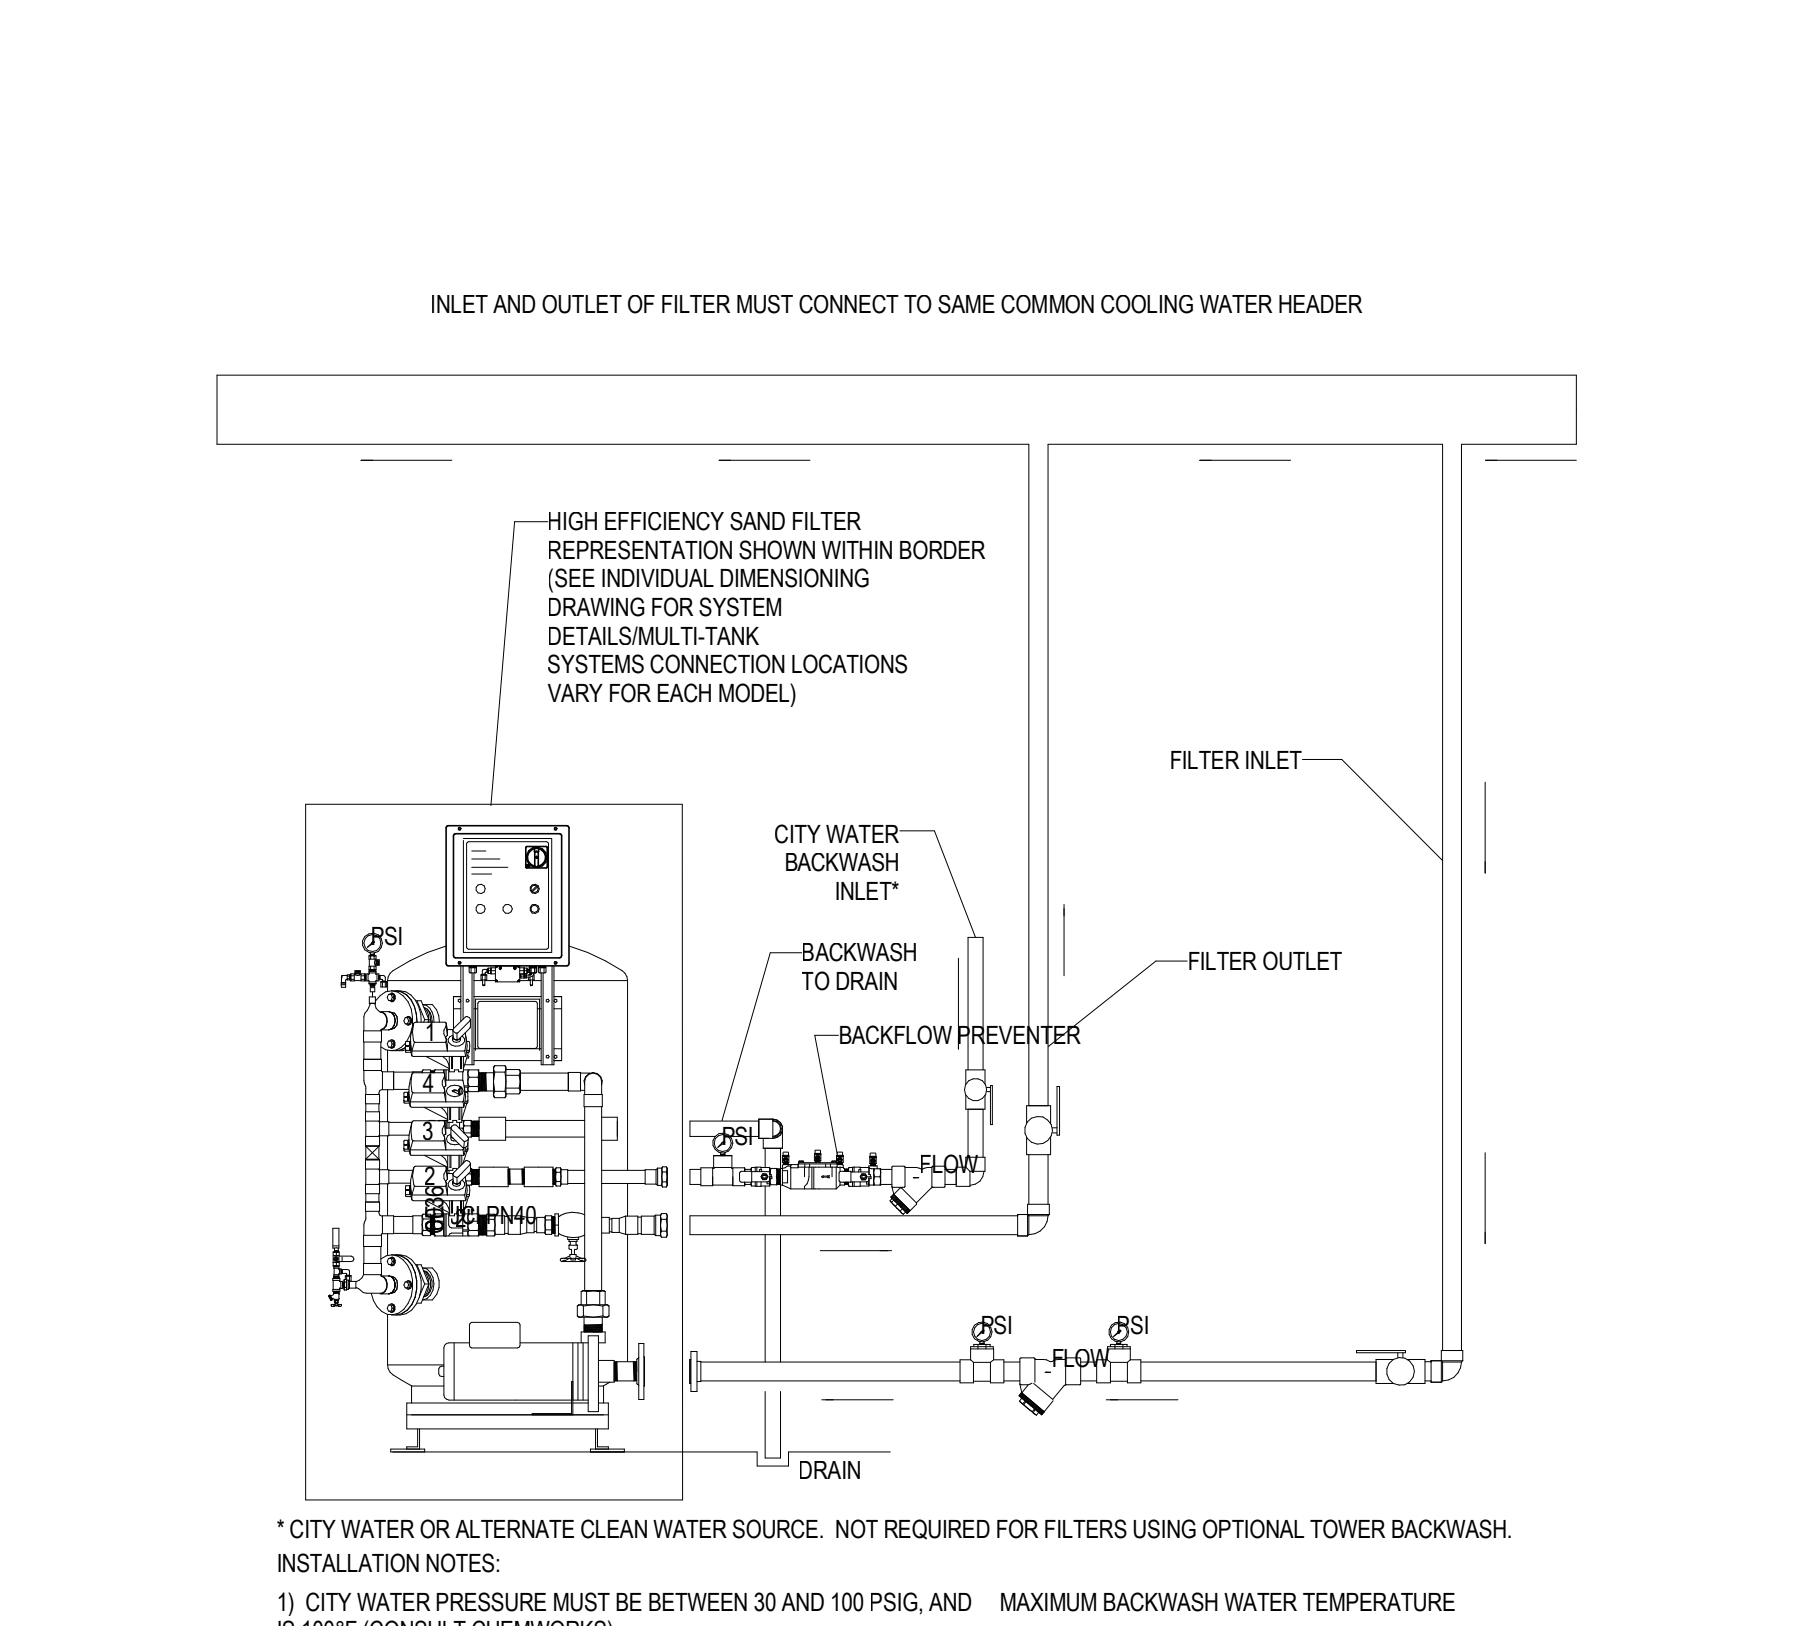 INLET AND OUTLET OF FILTER MUST CONNECT TO SAME COMMON COOLING WATER HEADER
HIGH EFFICIENCY SAND FILTER
REPRESENTATION SHOWN WITHIN BORDER
(SEE INDIVIDUAL DIMENSIONING
DRAWING FOR SYSTEM
DETAILS/MULTI-TANK
SYSTEMS CONNECTION LOCATIONS
VARY FOR EACH MODEL)
FILTER INLET
CITY WATER
BACKWASH
INLET*
PSI
BACKWASH
TO DRAIN
FILTER OUTLET
BACKFLOW PREVENTER
1
4
3
PSI
2
FLOW
PN40
PSI
PSI
FLOW
DRAIN
* CITY WATER OR ALTERNATE CLEAN WATER SOURCE. NOT REQUIRED FOR FILTERS USING OPTIONAL TOWER BACKWASH.
INSTALLATION NOTES:
1) CITY WATER PRESSURE MUST BE BETWEEN 30 AND 100 PSIG, AND MAXIMUM BACKWASH WATER TEMPERATURE
IS 100°F (CONSULT CHEMWORKS)